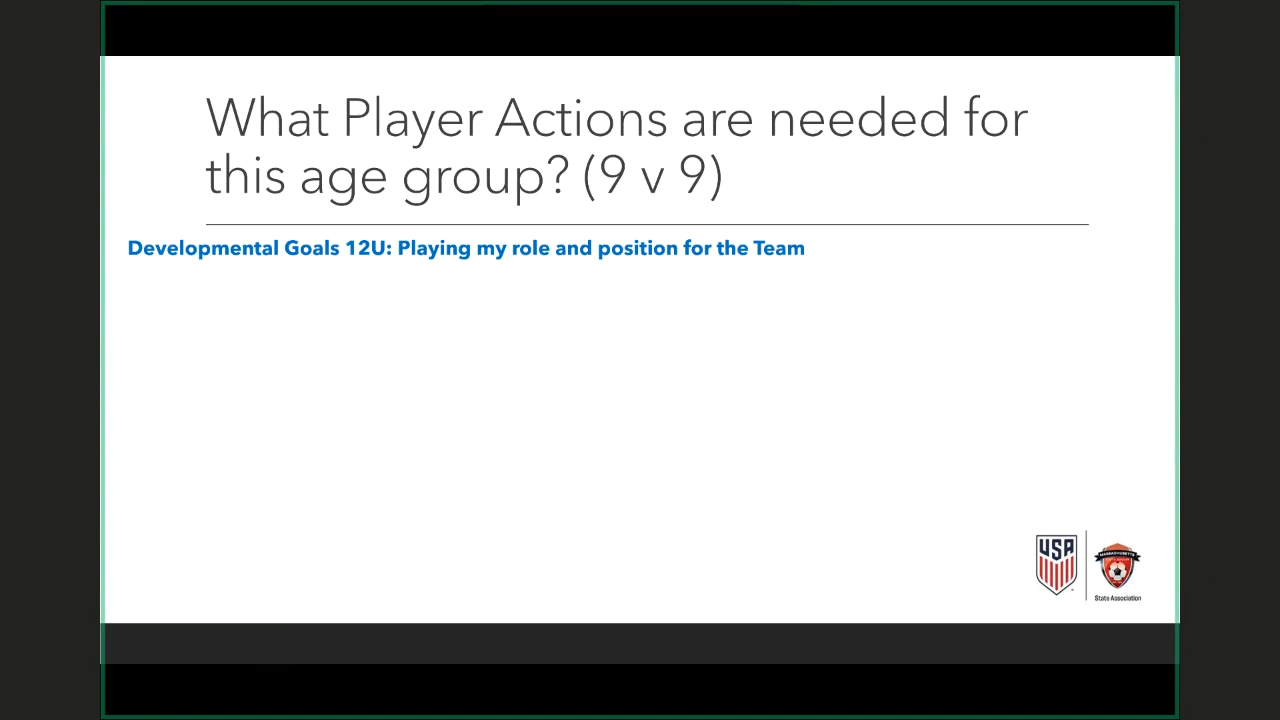 What Player Actions are needed for
this age group? (9 v 9)
Developmental Goals 12U: Playing my role and position for the Team
USA
MASSACHUSETTS
State Association